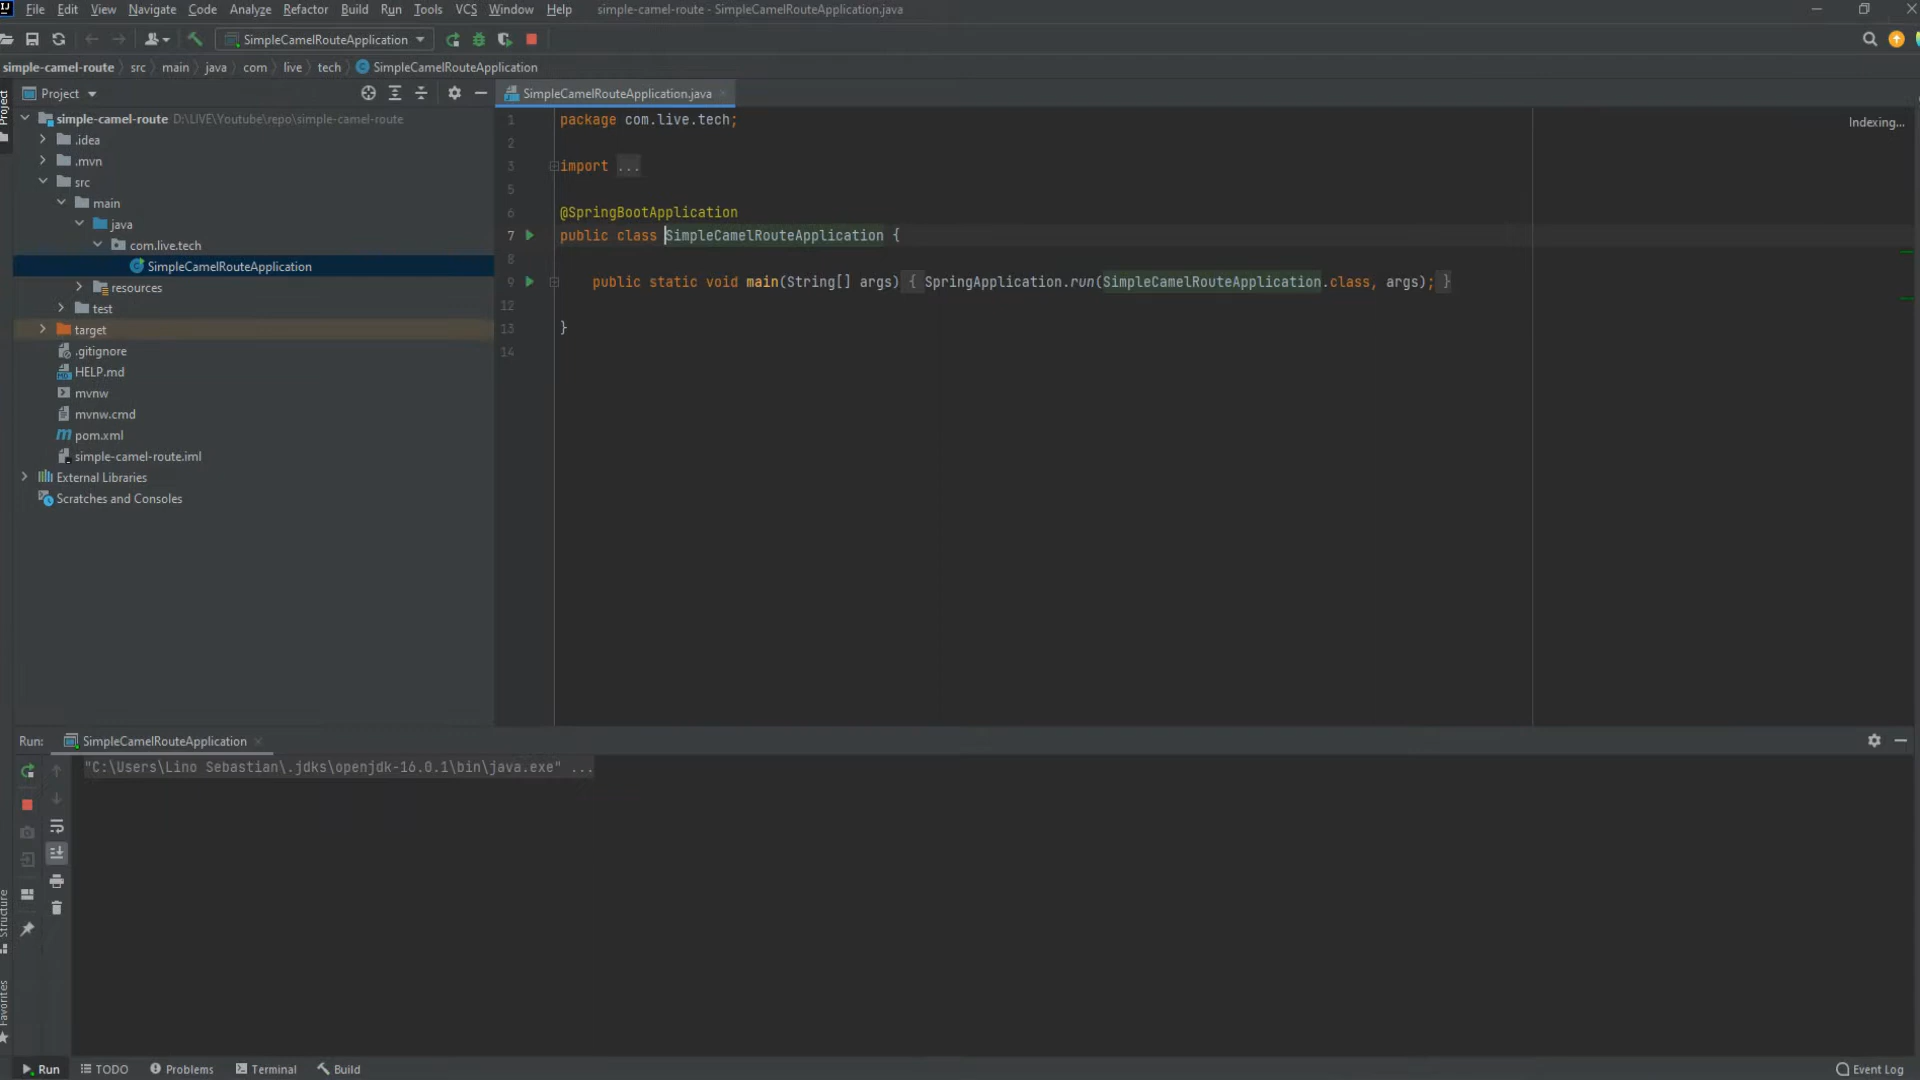 File Edit View Navigate Code Analyze Refactor Build Run Tools VCS Window Help simple-camel-route - SimpleCamelRouteApplication.java
SimpleCamelRouteApplication
simple-camel-route src main java com live tech SimpleCamelRouteApplication
Project
Project
SimpleCamelRouteApplication.java
simple-camel-route D:\LIVE\Youtube\repo\simple-camel-route
.idea
.mvn
src
main
java
com.live.tech
SimpleCamelRouteApplication
resources
test
target
.gitignore
HELP.md
mvnw
mvnw.cmd
pom.xml
simple-camel-route.iml
External Libraries
Scratches and Consoles
1 package com.live.tech;
2
3 import ...
5
6 @SpringBootApplication
7 public class SimpleCamelRouteApplication {
8
9 public static void main(String[] args) { SpringApplication.run(SimpleCamelRouteApplication.class, args); }
12
13 }
14
Indexing...
Run: SimpleCamelRouteApplication
"C:\Users\Lino Sebastian\.jdks\openjdk-16.0.1\bin\java.exe" ...
Structure
Favorites
Run TODO Problems Terminal Build Event Log